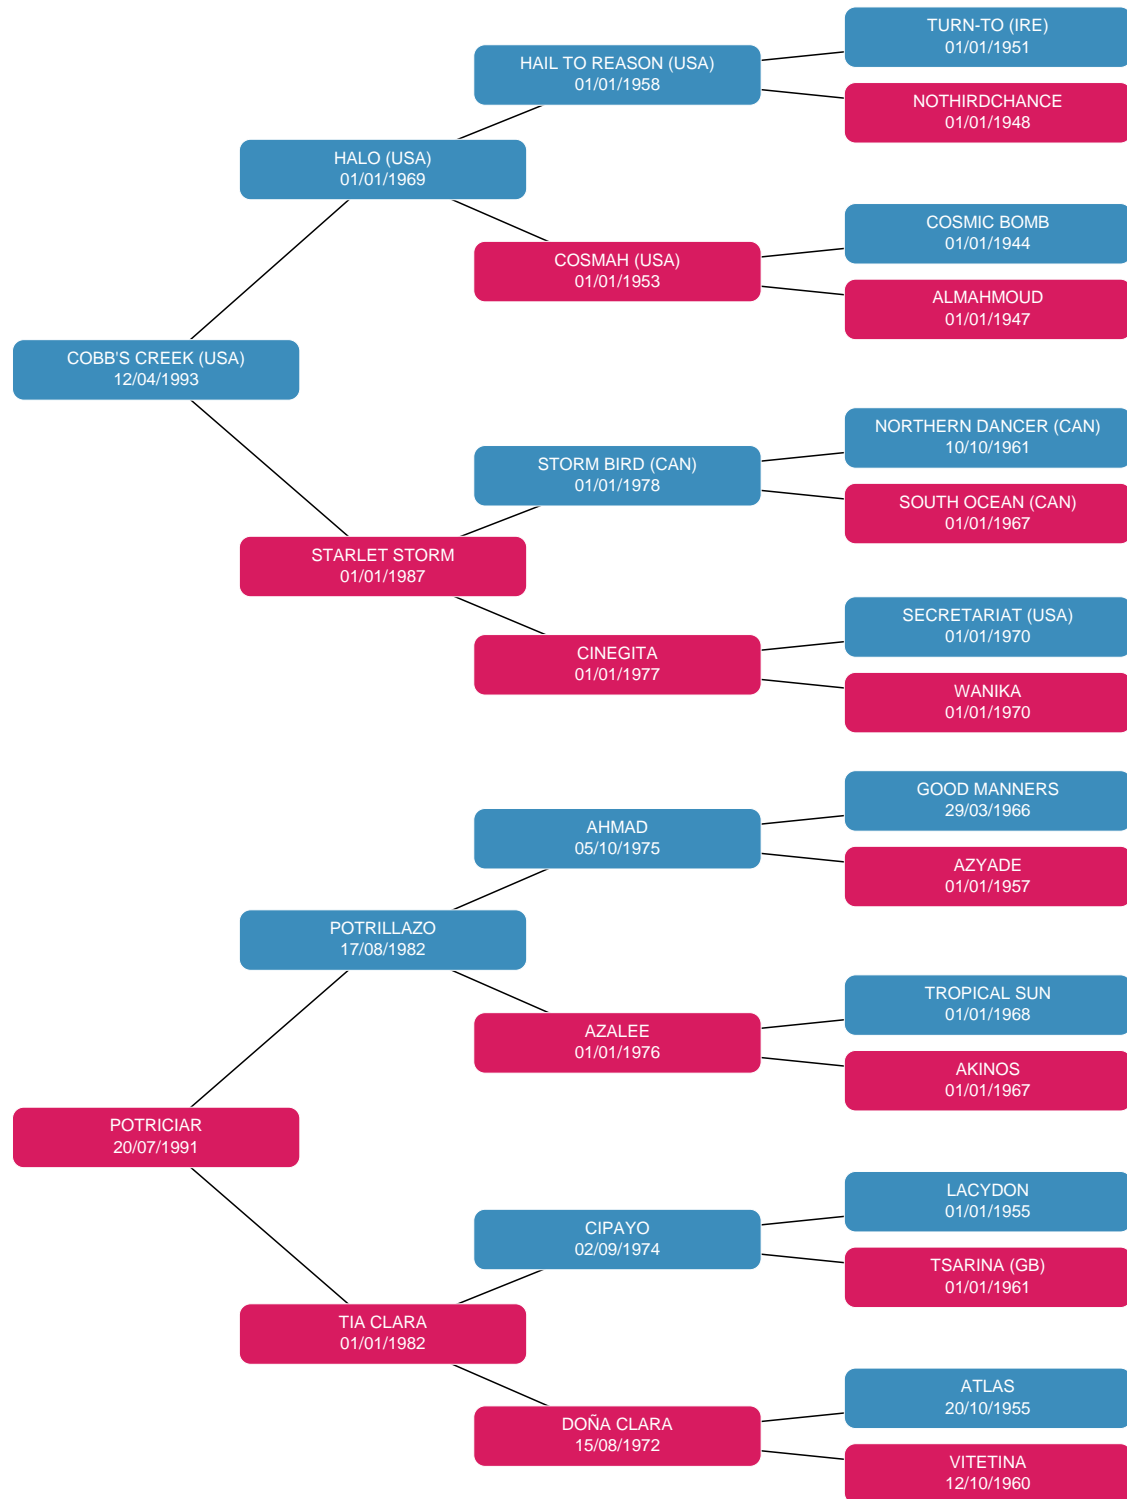 TURN-TO (IRE)
01/01/1951
HAIL TO REASON (USA)
01/01/1958
NOTHIRDCHANCE
01/01/1948
HALO (USA)
01/01/1969
COSMIC BOMB
01/01/1944
COSMAH (USA)
01/01/1953
ALMAHMOUD
01/01/1947
COBB'S CREEK (USA)
12/04/1993
NORTHERN DANCER (CAN)
10/10/1961
STORM BIRD (CAN)
01/01/1978
SOUTH OCEAN (CAN)
01/01/1967
STARLET STORM
01/01/1987
SECRETARIAT (USA)
01/01/1970
CINEGITA
01/01/1977
WANIKA
01/01/1970
GOOD MANNERS
29/03/1966
AHMAD
05/10/1975
AZYADE
01/01/1957
POTRILLAZO
17/08/1982
TROPICAL SUN
01/01/1968
AZALEE
01/01/1976
AKINOS
01/01/1967
POTRICIAR
20/07/1991
LACYDON
01/01/1955
CIPAYO
02/09/1974
TSARINA (GB)
01/01/1961
TIA CLARA
01/01/1982
ATLAS
20/10/1955
DOÑA CLARA
15/08/1972
VITETINA
12/10/1960